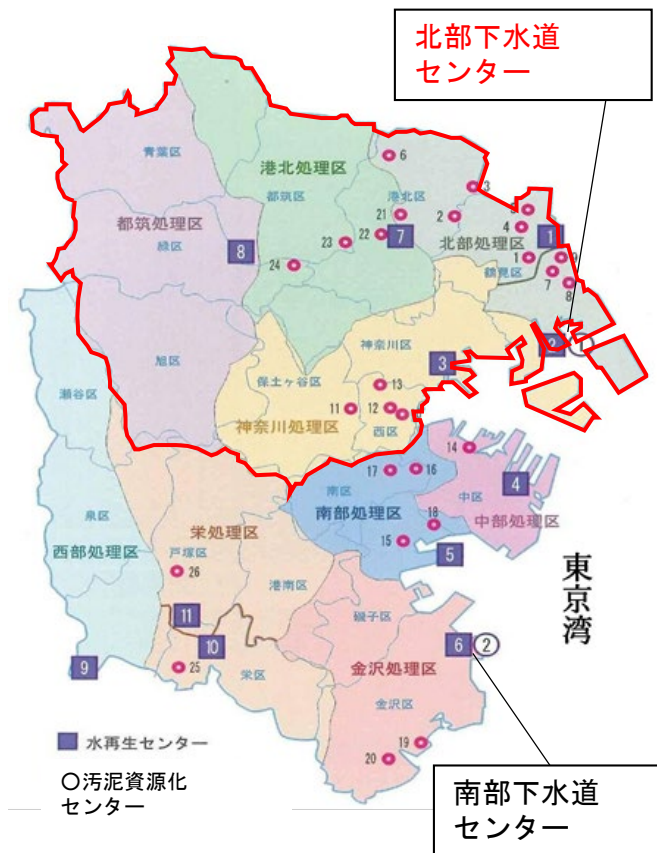 北部下水道
センター
青葉区
港北処理区
6
都筑区
港北区
3
都筑処理区
緑区
21
2
5
4
22
7
北部処理区
1
8
23
1
9
24
鶴見区
7
8
神奈川区
2
1
旭区
3
瀬谷区
保土ケ谷区
13
11
12
神奈川処理区
西区
14
17
16
南区
4
中区
泉区
栄処理区
南部処理区
18
中部処理区
西部処理区
戸塚区
15
5
26
港南区
東京湾
磯子区
11
10
6
2
9
25
栄区
金沢処理区
金沢区
水再生センター
19
20
○汚泥資源化
センター
南部下水道
センター